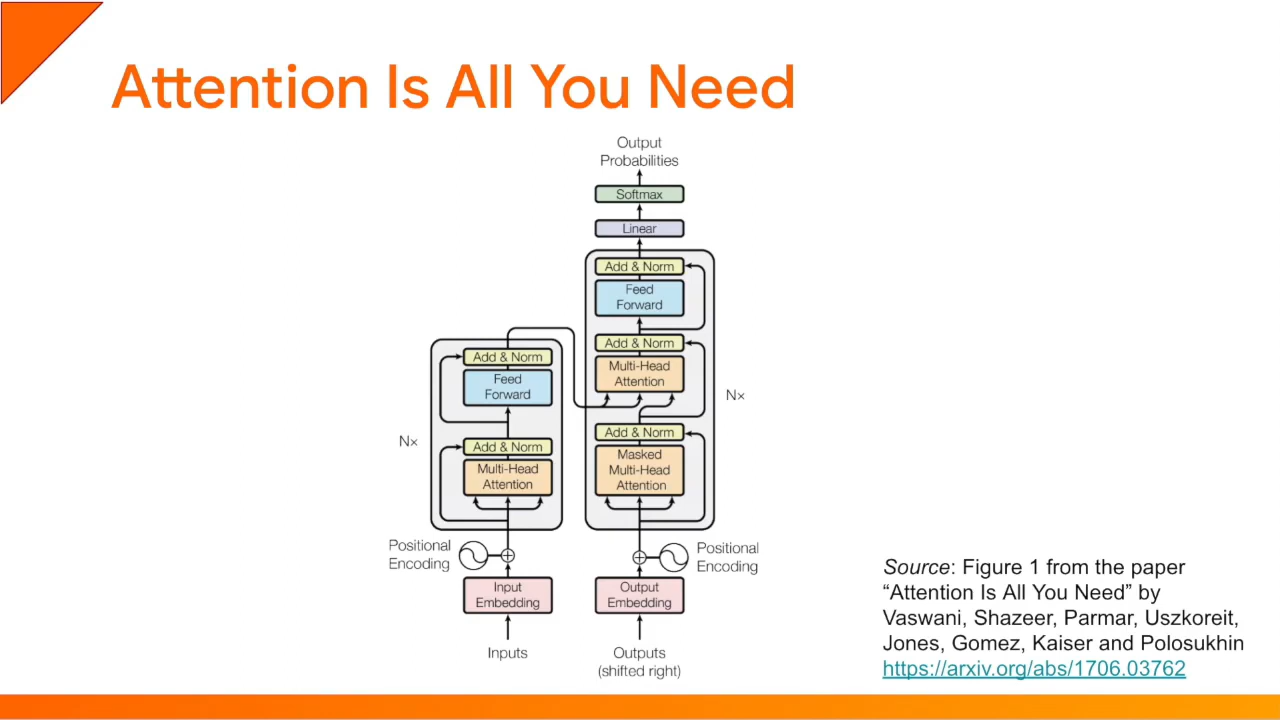 Attention Is All You Need
Output
Probabilities
Softmax
Linear
Add & Norm
Feed
Forward
Add & Norm
Multi-Head
Attention
Add & Norm
Masked
Multi-Head
Attention
Nx
Add & Norm
Feed
Forward
Nx
Add & Norm
Multi-Head
Attention
Positional
Encoding
Positional
Encoding
Input
Embedding
Output
Embedding
Inputs
Outputs
(shifted right)
Source: Figure 1 from the paper
“Attention Is All You Need” by
Vaswani, Shazeer, Parmar, Uszkoreit,
Jones, Gomez, Kaiser and Polosukhin
https://arxiv.org/abs/1706.03762